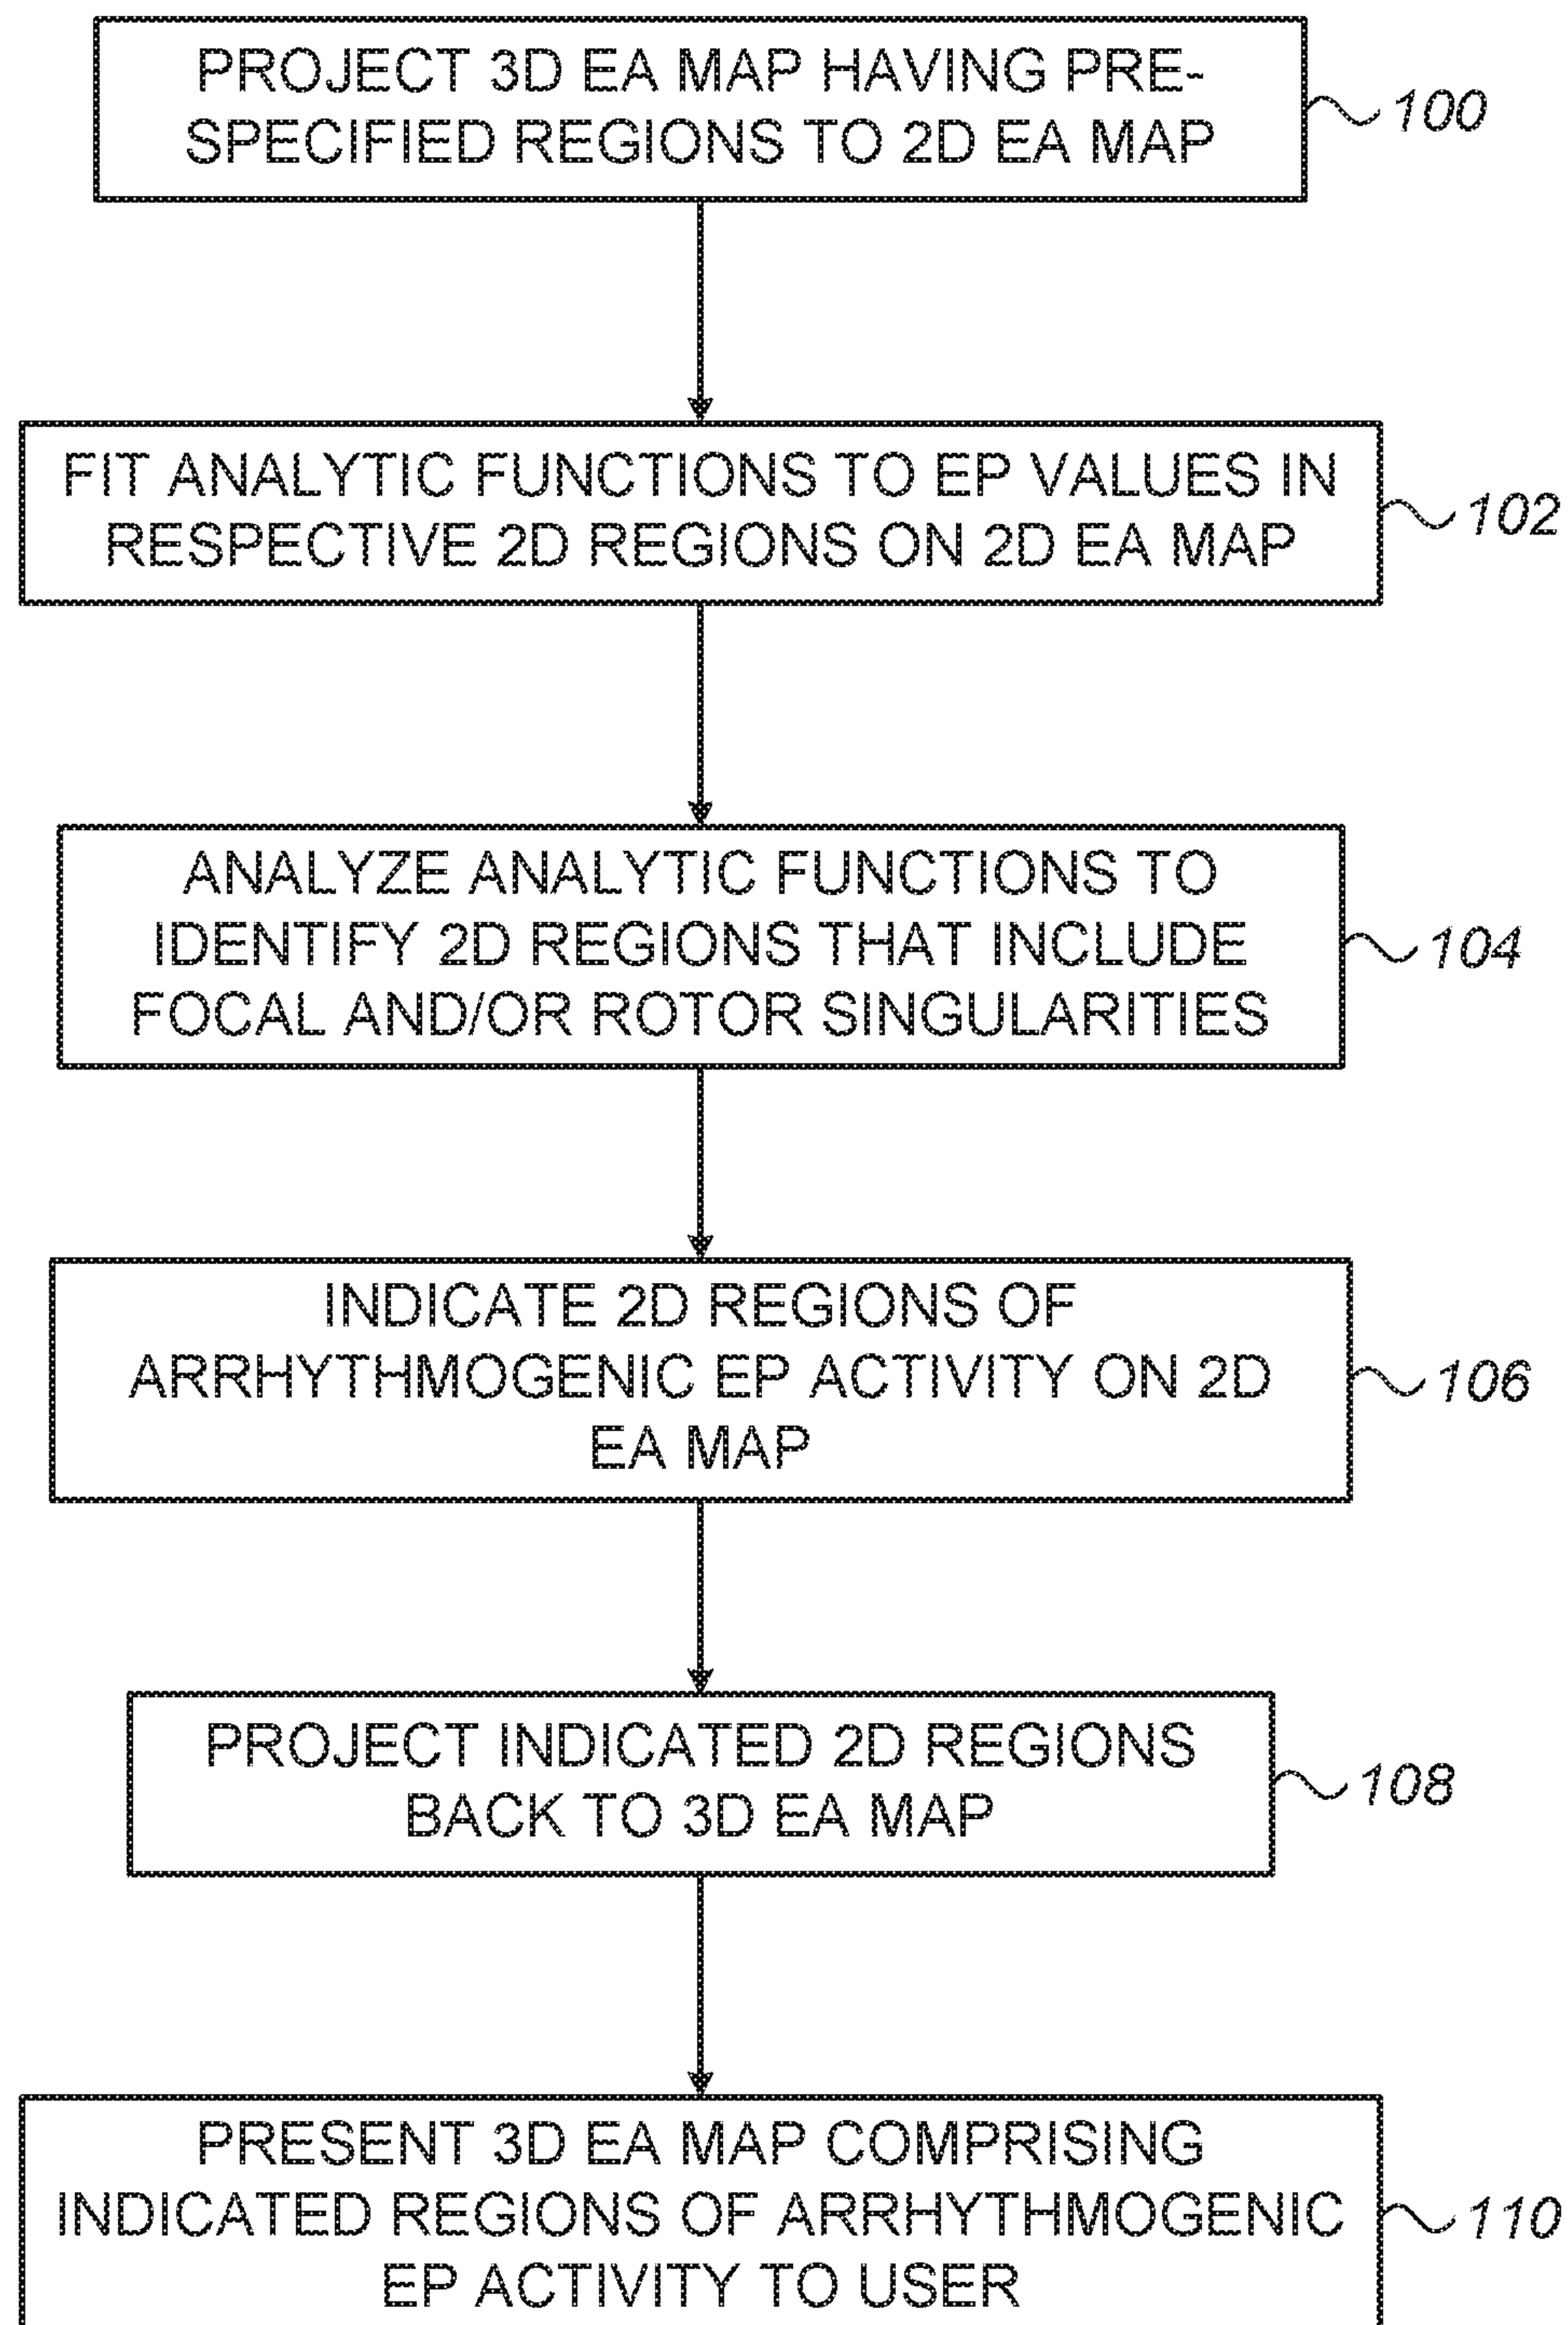 PROJECT 3D EA MAP HAVING PRE-
SPECIFIED REGIONS TO 2D EA MAP
100
FIT ANALYTIC FUNCTIONS TO EP VALUES IN
RESPECTIVE 2D REGIONS ON 2D EA MAP
102
ANALYZE ANALYTIC FUNCTIONS TO
IDENTIFY 2D REGIONS THAT INCLUDE
FOCAL AND/OR ROTOR SINGULARITIES
104
INDICATE 2D REGIONS OF
ARRHYTHMOGENIC EP ACTIVITY ON 2D
EA MAP
106
PROJECT INDICATED 2D REGIONS
BACK TO 3D EA MAP
108
PRESENT 3D EA MAP COMPRISING
INDICATED REGIONS OF ARRHYTHMOGENIC
EP ACTIVITY TO USER
110